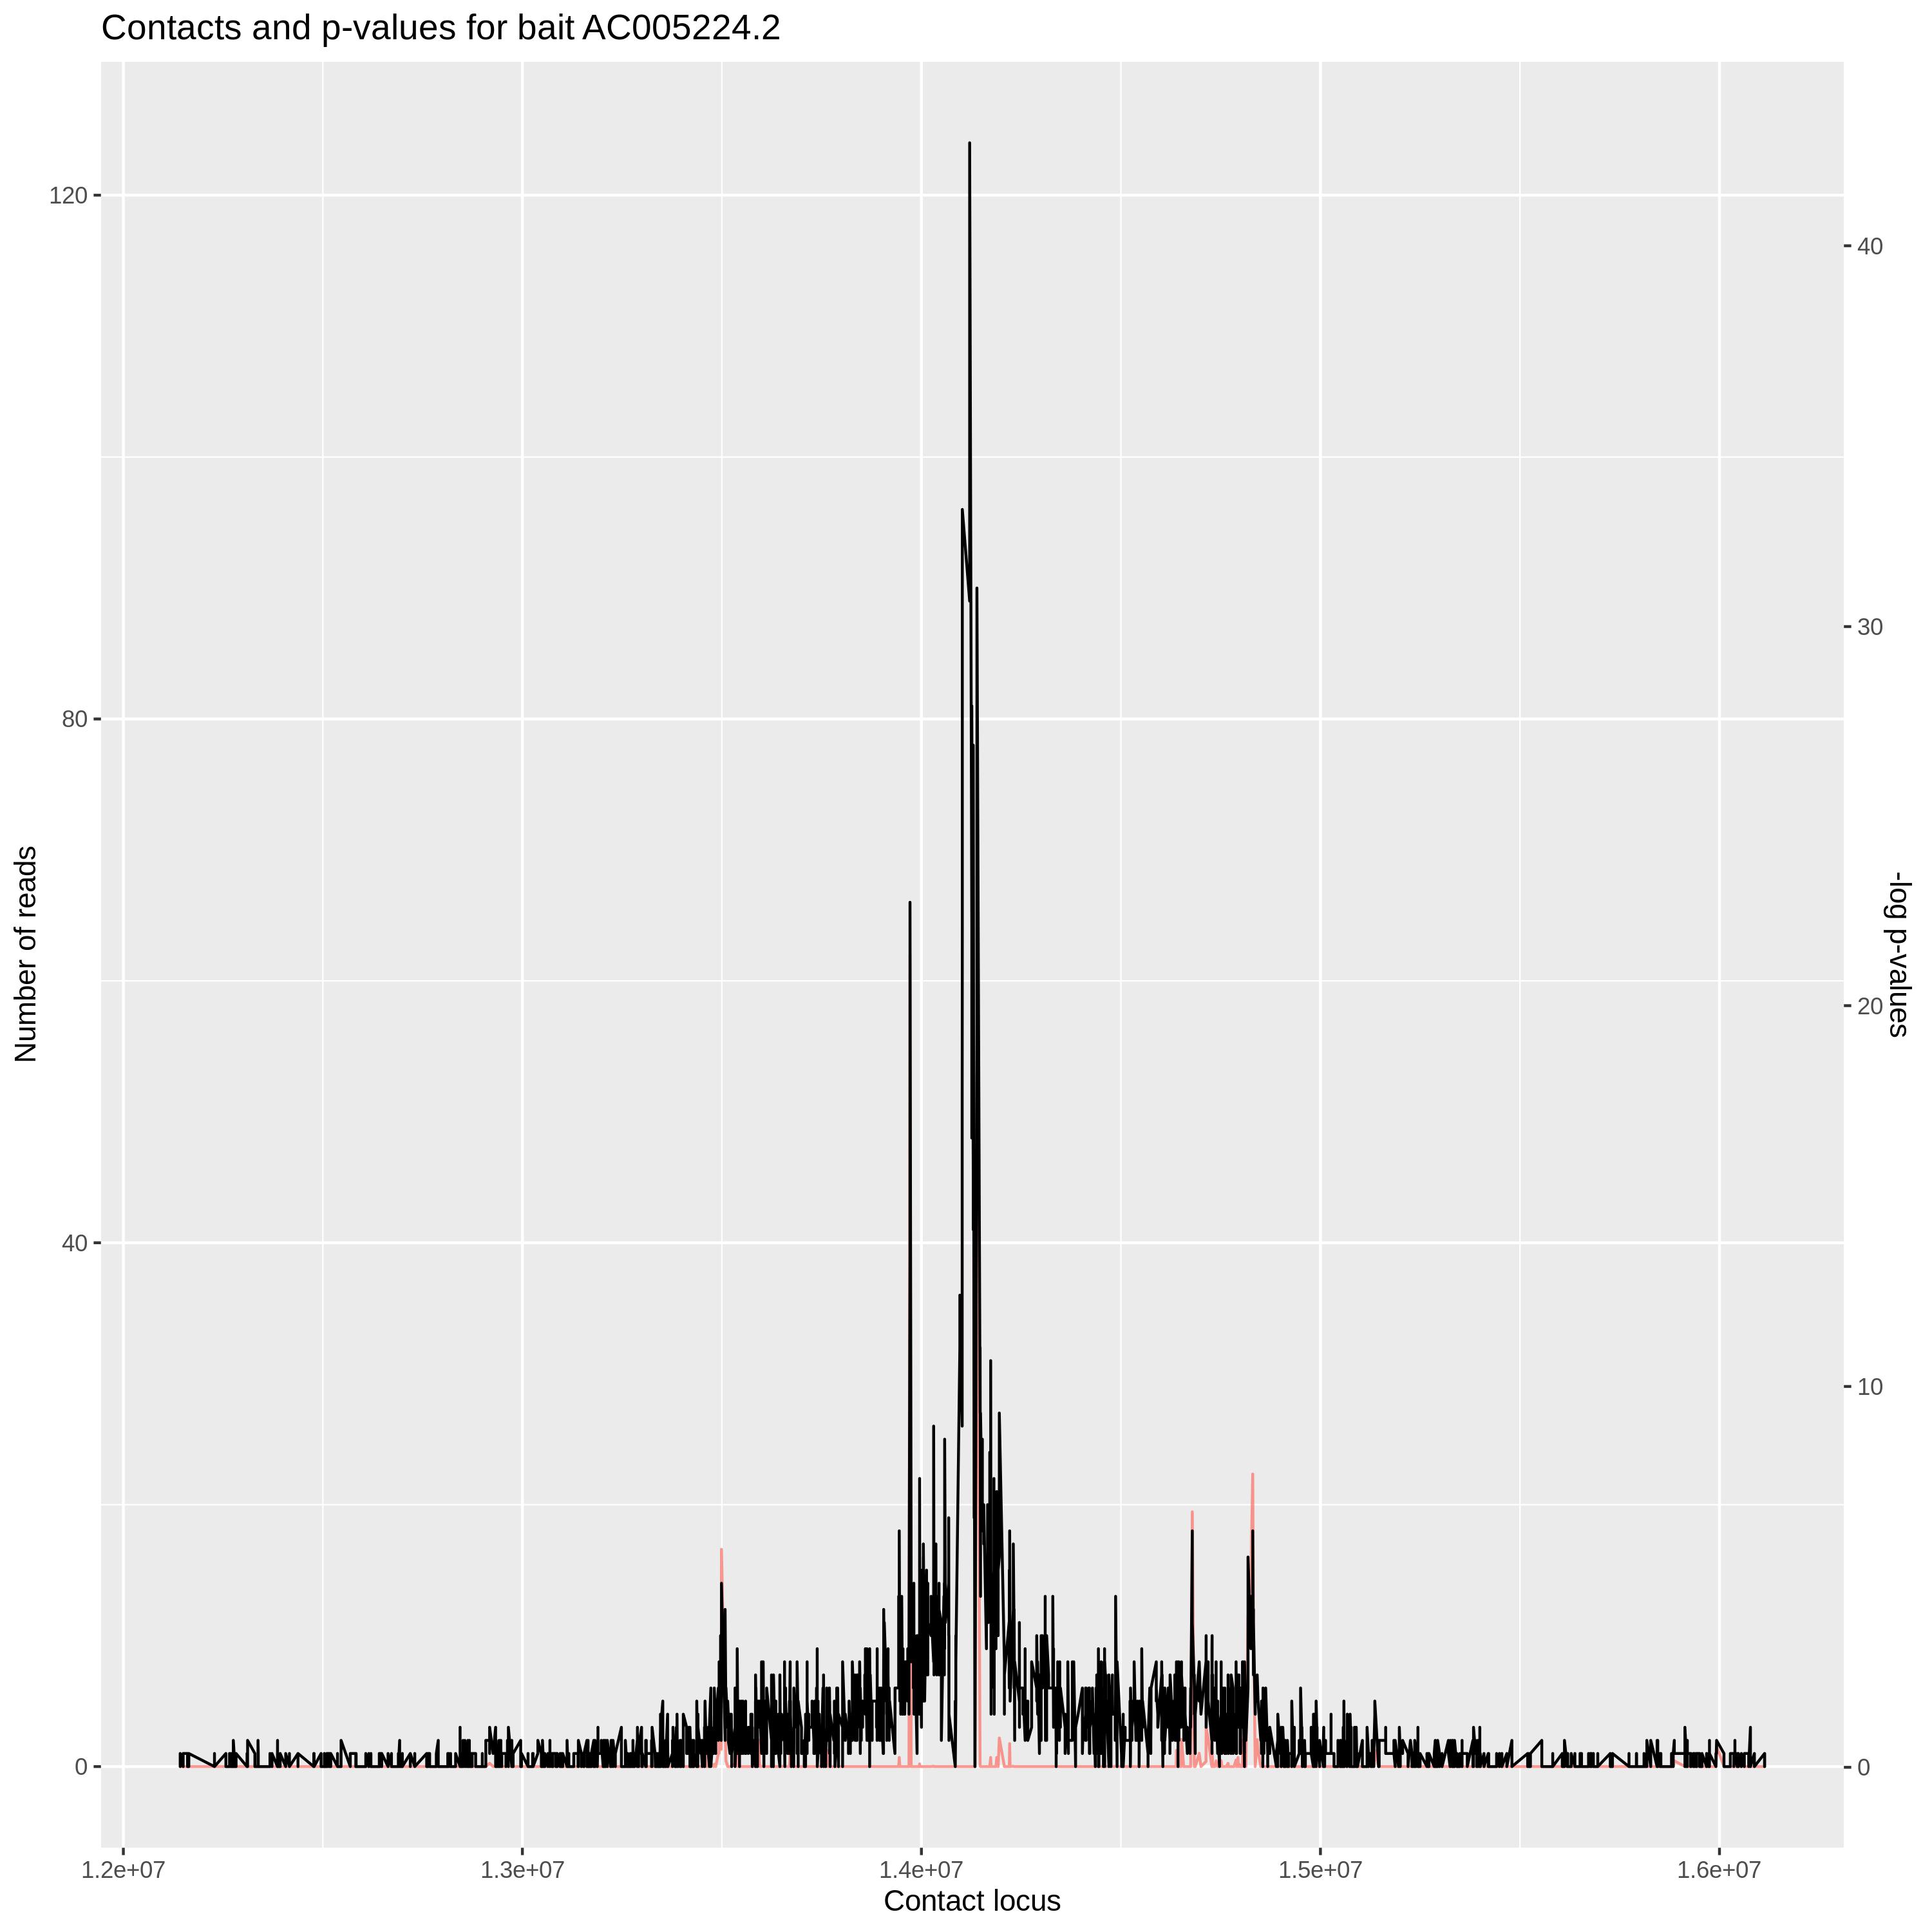 Contacts and p-values for bait AC005224.2
120
80
40
0
Number of reads
40
30
20
10
0
-log p-values
1.2e+07 1.3e+07 1.4e+07 1.5e+07 1.6e+07
Contact locus